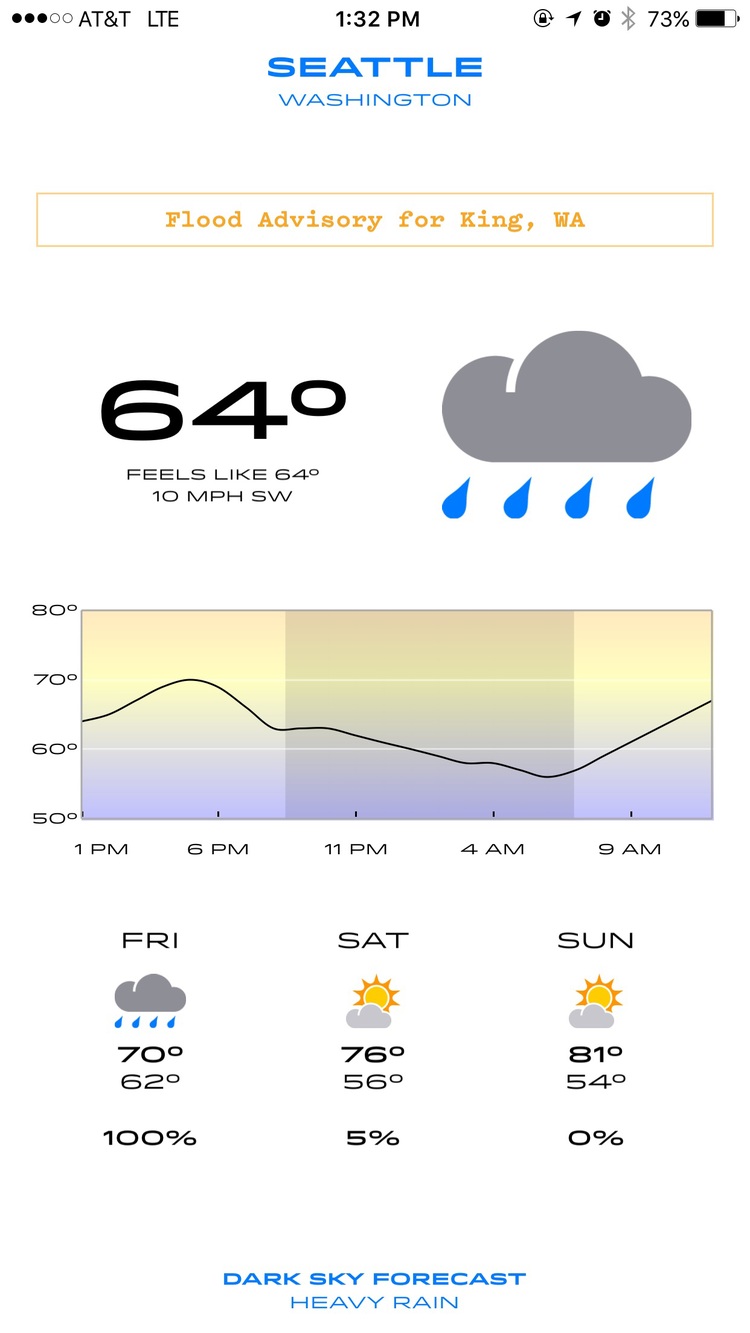 AT&T LTE 1:32 PM 73%
SEATTLE
WASHINGTON
Flood Advisory for King, WA
64º
FEELS LIKE 64º
10 MPH SW
80º
70º
60º
50º
1 PM 6 PM 11 PM 4 AM 9 AM
FRI SAT SUN
70º 76º 81º
62º 56º 54º
100% 5% 0%
DARK SKY FORECAST
HEAVY RAIN